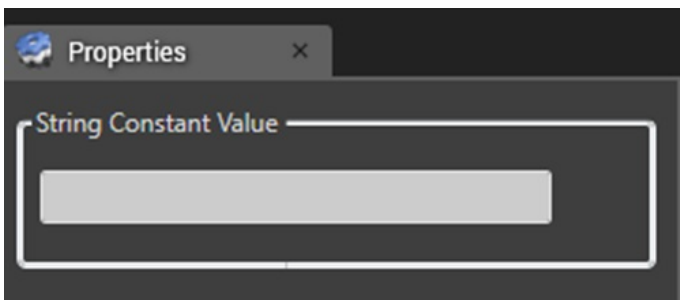 Properties ×
String Constant Value